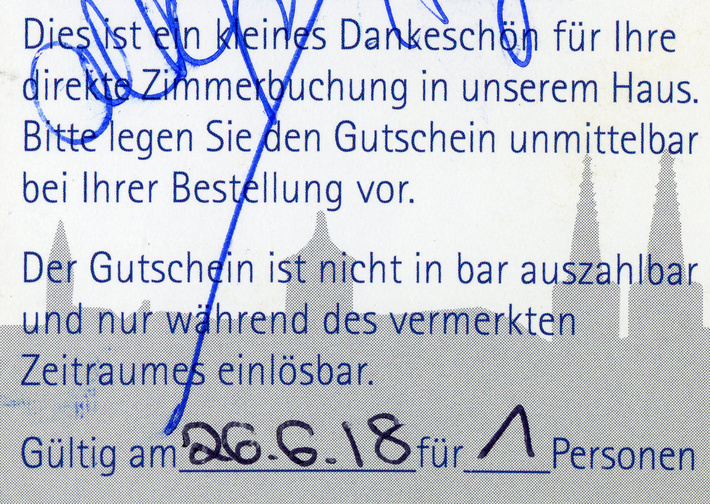 Dies ist ein kleines Dankeschön für Ihre
direkte Zimmerbuchung in unserem Haus.
Bitte legen Sie den Gutschein unmittelbar
bei Ihrer Bestellung vor.
Der Gutschein ist nicht in bar auszahlbar
und nur während des vermerkten
Zeitraumes einlösbar.
Gültig am 26.6.18 für 1 Personen